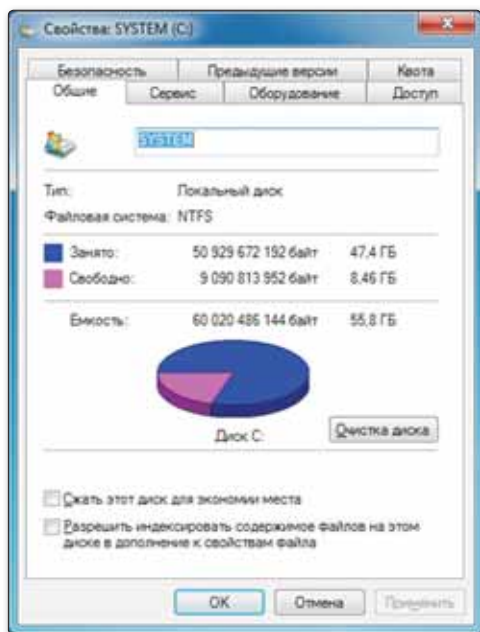 Свойства: SYSTEM (C:)
Безопасность Предыдущие версии Квота
Общие Сервис Оборудование Доступ
SYSTEM
Тип: Локальный диск
Файловая система: NTFS
Занято: 50 929 672 192 байт 47,4 ГБ
Свободно: 9 090 813 952 байт 8,46 ГБ
Емкость: 60 020 486 144 байт 55,8 ГБ
Диск C:
Очистка диска
Сжать этот диск для экономии места
Разрешить индексировать содержимое файлов на этом
диске в дополнение к свойствам файла
OK Отмена Применить